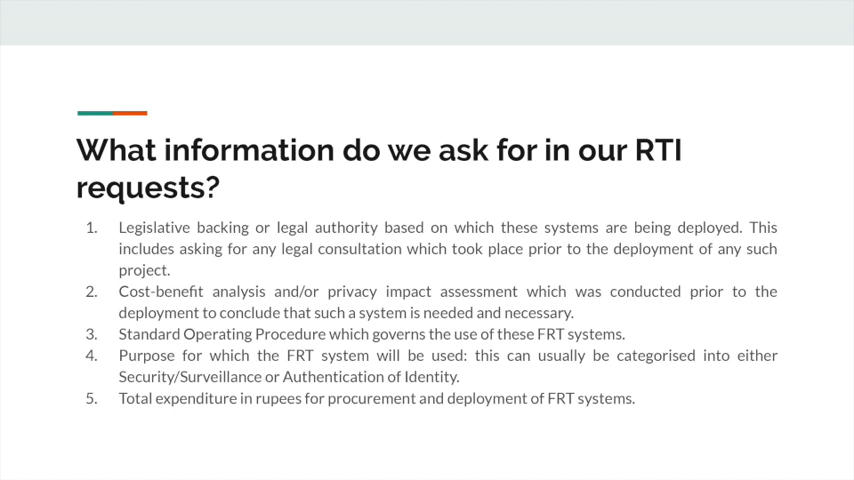 What information do we ask for in our RTI
requests?
1. Legislative backing or legal authority based on which these systems are being deployed. This
includes asking for any legal consultation which took place prior to the deployment of any such
project.
2. Cost-benefit analysis and/or privacy impact assessment which was conducted prior to the
deployment to conclude that such a system is needed and necessary.
3. Standard Operating Procedure which governs the use of these FRT systems.
4. Purpose for which the FRT system will be used: this can usually be categorised into either
Security/Surveillance or Authentication of Identity.
5. Total expenditure in rupees for procurement and deployment of FRT systems.